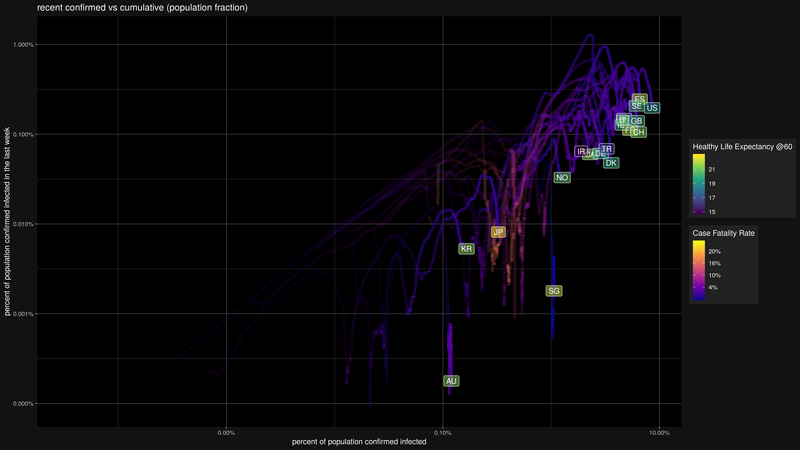 recent confirmed vs cumulative (population fraction)
percent of population confirmed infected in the last week
1.000%
0.100%
0.010%
0.001%
0.000%
ES
SE
US
GB
CH
IR
TR
DK
NO
JP
KR
SG
AU
0.00%
0.10%
10.00%
percent of population confirmed infected
Healthy Life Expectancy @60
21
19
17
15
Case Fatality Rate
20%
16%
10%
4%